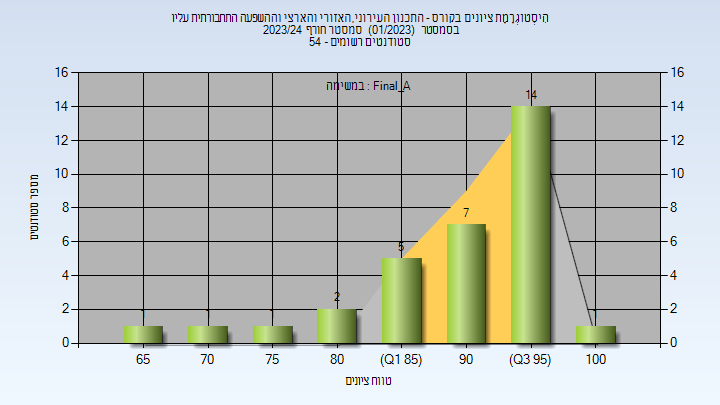 היסטוגרמת ציונים בקורס - התכנון העירוני,האזורי והארצי וההשפעה התחבורתית עליו
בסמסטר (01/2023) סמסטר חורף 2023/24
סטודנטים רשומים - 54
במשימה : Final_A
מספר סטודנטים
16 16
14 14
12 12
10 10
8 8
6 6
4 4
2 2
0 0
1 1 1 2 5 7 14 1
65 70 75 80 (Q1 85) 90 (Q3 95) 100
טווח ציונים